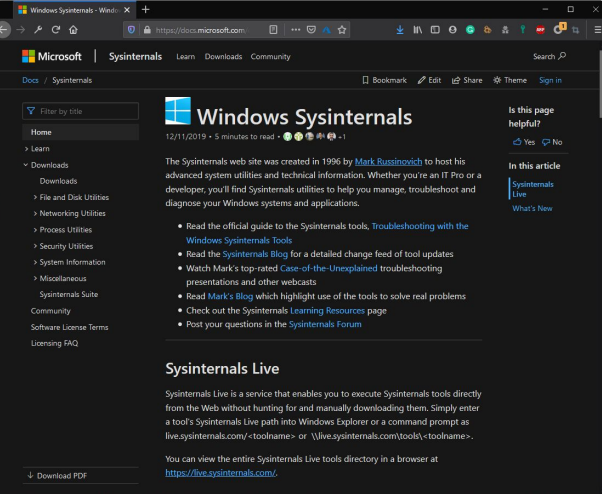 Windows Sysinternals - Windo
https://docs.microsoft.com
Microsoft Sysinternals Learn Downloads Community Search
Docs / Sysinternals Bookmark Edit Share Theme Sign in
Filter by title
Home
Learn
Downloads
Downloads
File and Disk Utilities
Networking Utilities
Process Utilities
Security Utilities
System Information
Miscellaneous
Sysinternals Suite
Community
Software License Terms
Licensing FAQ
Download PDF
Windows Sysinternals
12/11/2019 • 5 minutes to read • +1
The Sysinternals web site was created in 1996 by Mark Russinovich to host his
advanced system utilities and technical information. Whether you're an IT Pro or a
developer, you'll find Sysinternals utilities to help you manage, troubleshoot and
diagnose your Windows systems and applications.
• Read the official guide to the Sysinternals tools, Troubleshooting with the
Windows Sysinternals Tools
• Read the Sysinternals Blog for a detailed change feed of tool updates
• Watch Mark's top-rated Case-of-the-Unexplained troubleshooting
presentations and other webcasts
• Read Mark's Blog which highlight use of the tools to solve real problems
• Check out the Sysinternals Learning Resources page
• Post your questions in the Sysinternals Forum
Sysinternals Live
Sysinternals Live is a service that enables you to execute Sysinternals tools directly
from the Web without hunting for and manually downloading them. Simply enter
a tool's Sysinternals Live path into Windows Explorer or a command prompt as
live.sysinternals.com/<toolname> or \\live.sysinternals.com\tools\<toolname>.
You can view the entire Sysinternals Live tools directory in a browser at
https://live.sysinternals.com/.
Is this page
helpful?
Yes No
In this article
Sysinternals
Live
What's New